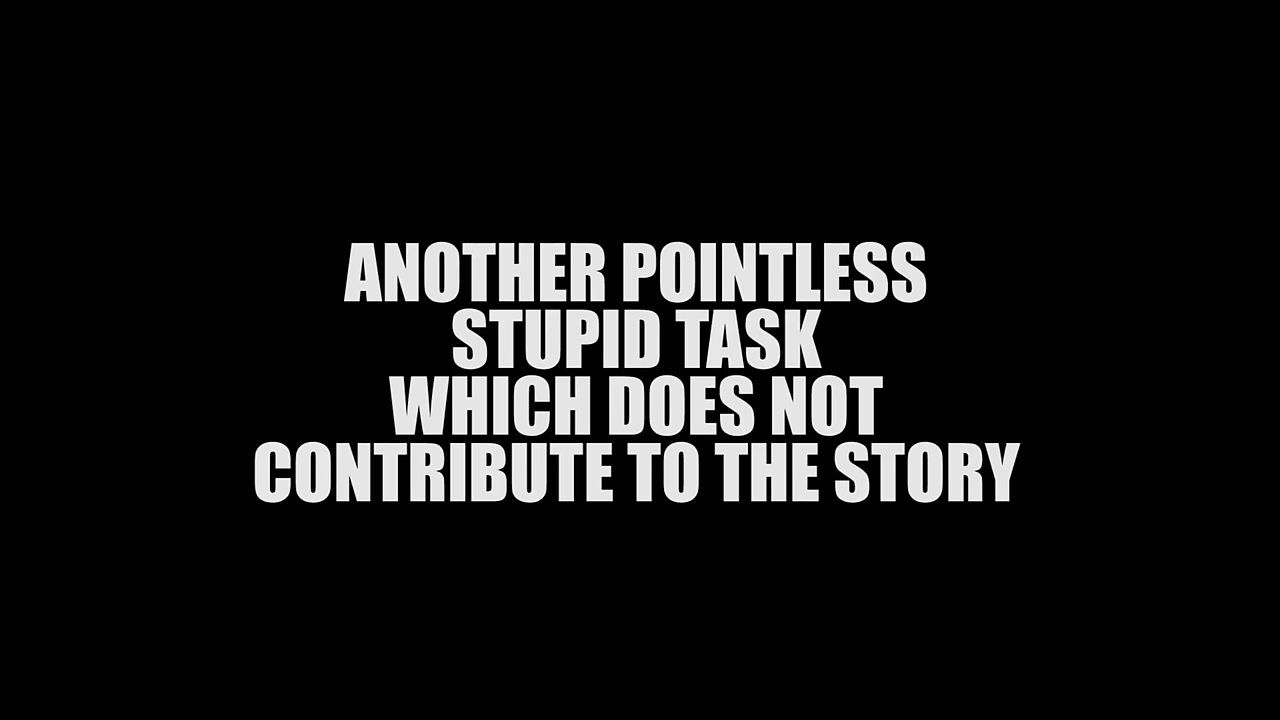 ANOTHER POINTLESS
STUPID TASK
WHICH DOES NOT
CONTRIBUTE TO THE STORY